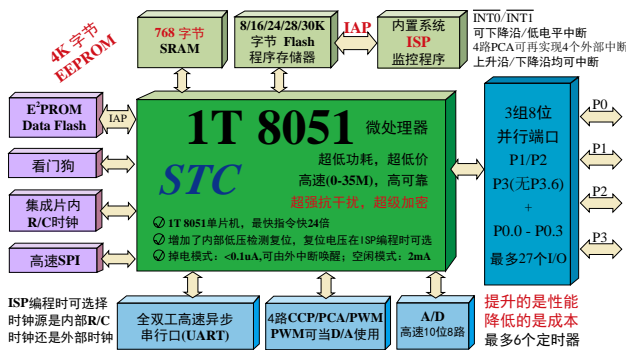 4K 字节
EEPROM
768 字节
SRAM
8/16/24/28/30K
字节 Flash
程序存储器
IAP
内置系统
ISP
监控程序
INT0/INT1
可下降沿/低电平中断
4路PCA可再实现4个外部中断
上升沿/下降沿均可中断
E²PROM
Data Flash
IAP
看门狗
集成片内
R/C时钟
高速SPI
1T 8051 微处理器
STC
超低功耗，超低价
高速(0-35M)，高可靠
超强抗干扰，超级加密
1T 8051单片机，最快指令快24倍
增加了内部低压检测复位，复位电压在ISP编程时可选
掉电模式：<0.1uA,可由外中断唤醒；空闲模式：2mA
3组8位
并行端口
P1/P2
P3(无P3.6)
+
P0.0 - P0.3
最多27个I/O
P0
P1
P2
P3
ISP编程时可选择
时钟源是内部R/C
时钟还是外部时钟
全双工高速异步
串行口(UART)
4路CCP/PCA/PWM
PWM可当D/A使用
A/D
高速10位8路
提升的是性能
降低的是成本
最多6个定时器